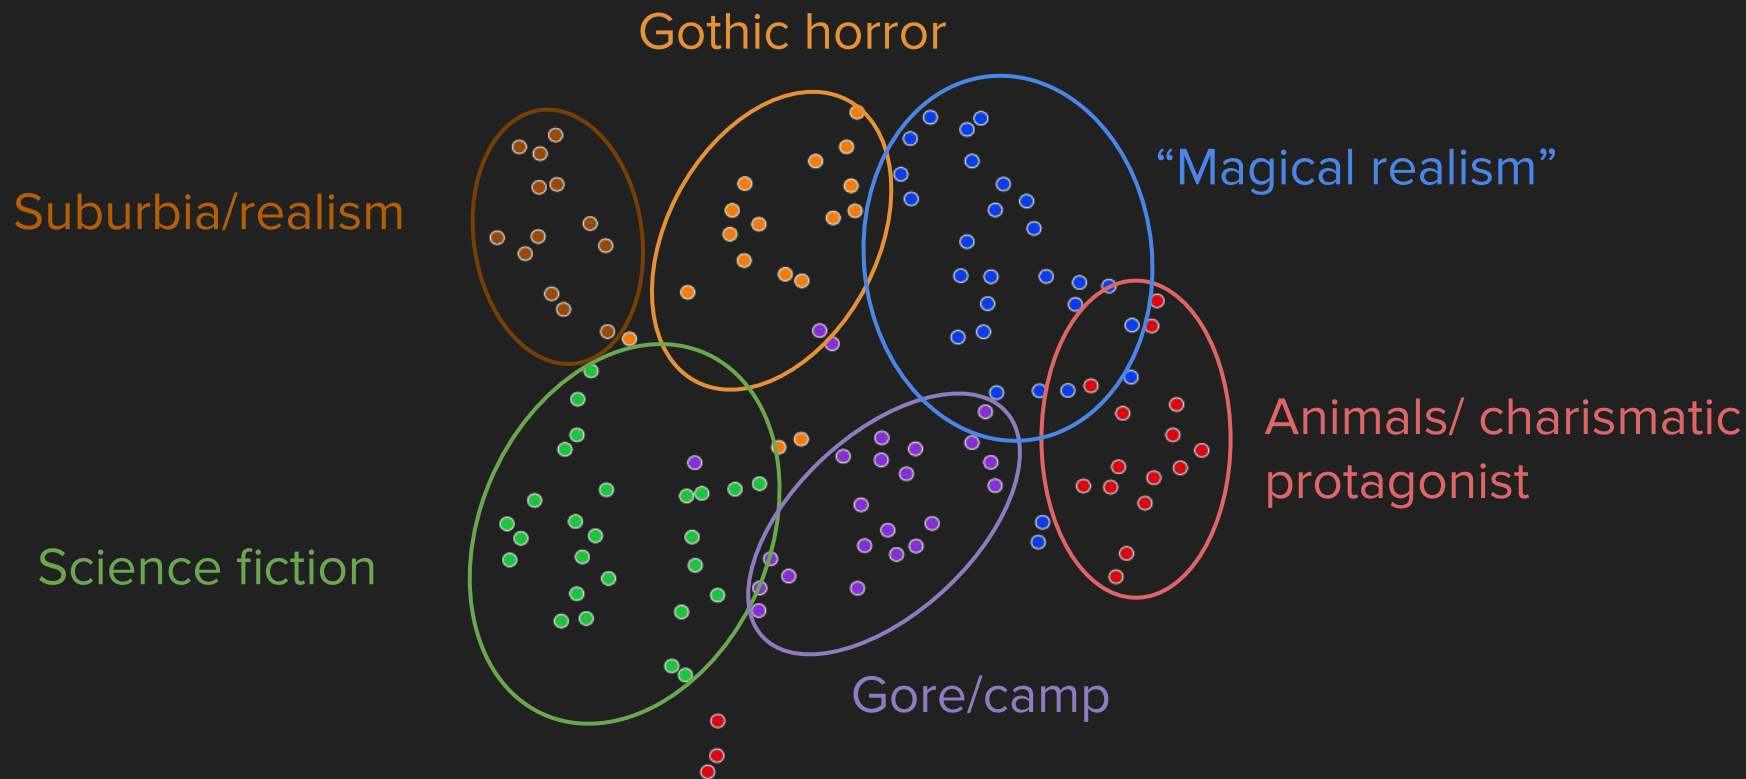 Gothic horror
“Magical realism”
Suburbia/realism
Animals/ charismatic
protagonist
Science fiction
Gore/camp